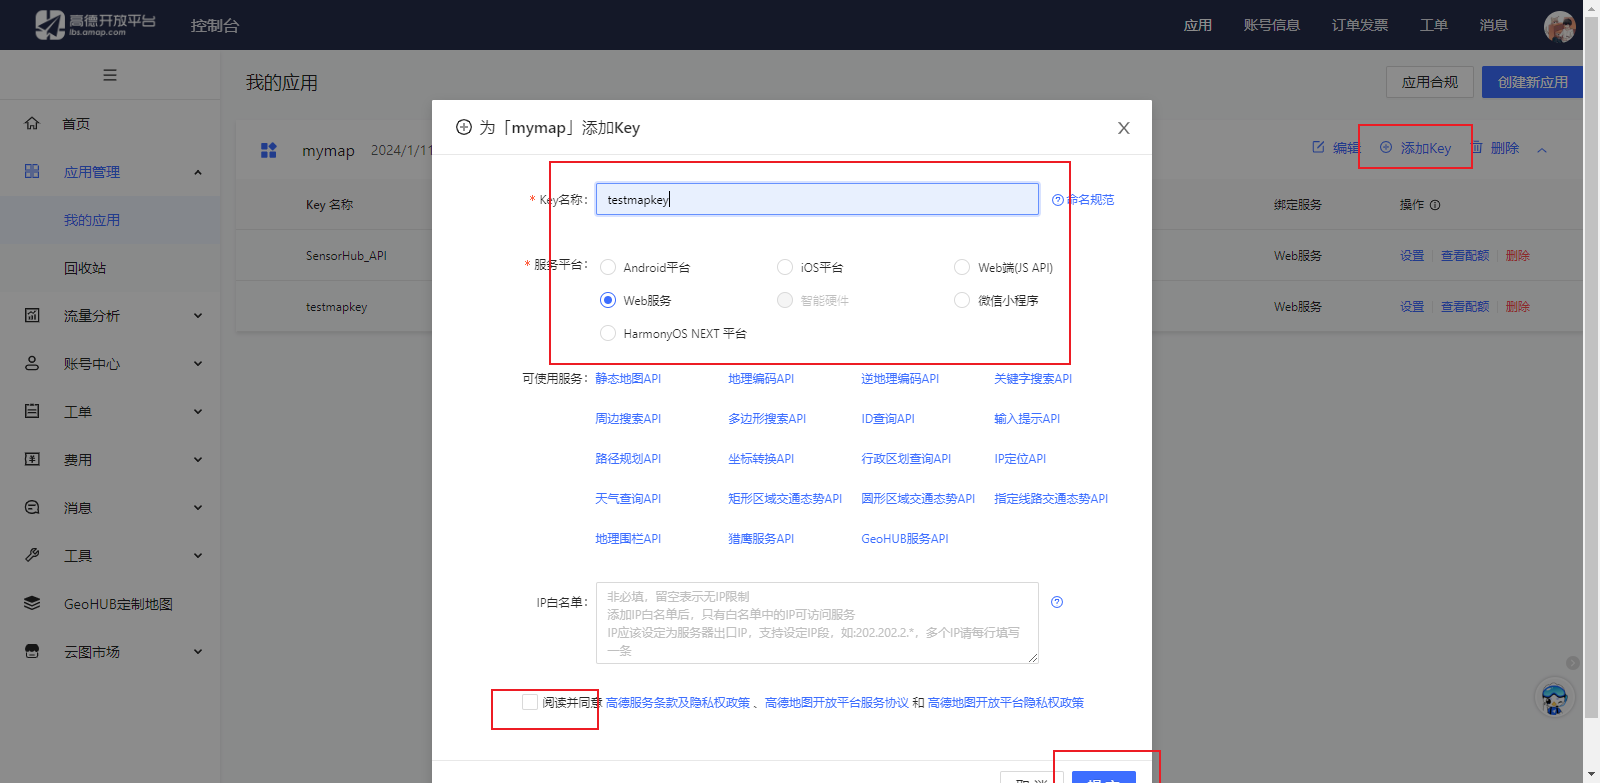 高德开放平台
lbs.amap.com
控制台
应用
账号信息
订单发票
工单
消息
我的应用
应用合规
创建新应用
首页
应用管理
我的应用
回收站
流量分析
账号中心
工单
费用
消息
工具
GeoHUB定制地图
云图市场
mymap 2024/1/11
编辑
添加Key
删除
Key 名称
绑定服务
操作
SensorHub_API
Web服务
设置 查看配额 删除
testmapkey
Web服务
设置 查看配额 删除
为「mymap」添加Key
X
* Key名称:
testmapkey
命名规范
* 服务平台:
Android平台
iOS平台
Web端(JS API)
Web服务
智能硬件
微信小程序
HarmonyOS NEXT 平台
可使用服务:
静态地图API 地理编码API 逆地理编码API 关键字搜索API
周边搜索API 多边形搜索API ID查询API 输入提示API
路径规划API 坐标转换API 行政区划查询API IP定位API
天气查询API 矩形区域交通态势API 圆形区域交通态势API 指定线路交通态势API
地理围栏API 猎鹰服务API GeoHUB服务API
IP白名单:
非必填，留空表示无IP限制
添加IP白名单后，只有白名单中的IP可访问服务
IP应该设定为服务器出口IP，支持设定IP段，如:202.202.2.*，多个IP请每行填写
一条
阅读并同意 高德服务条款及隐私权政策 、高德地图开放平台服务协议 和 高德地图开放平台隐私权政策
取 消
提 交